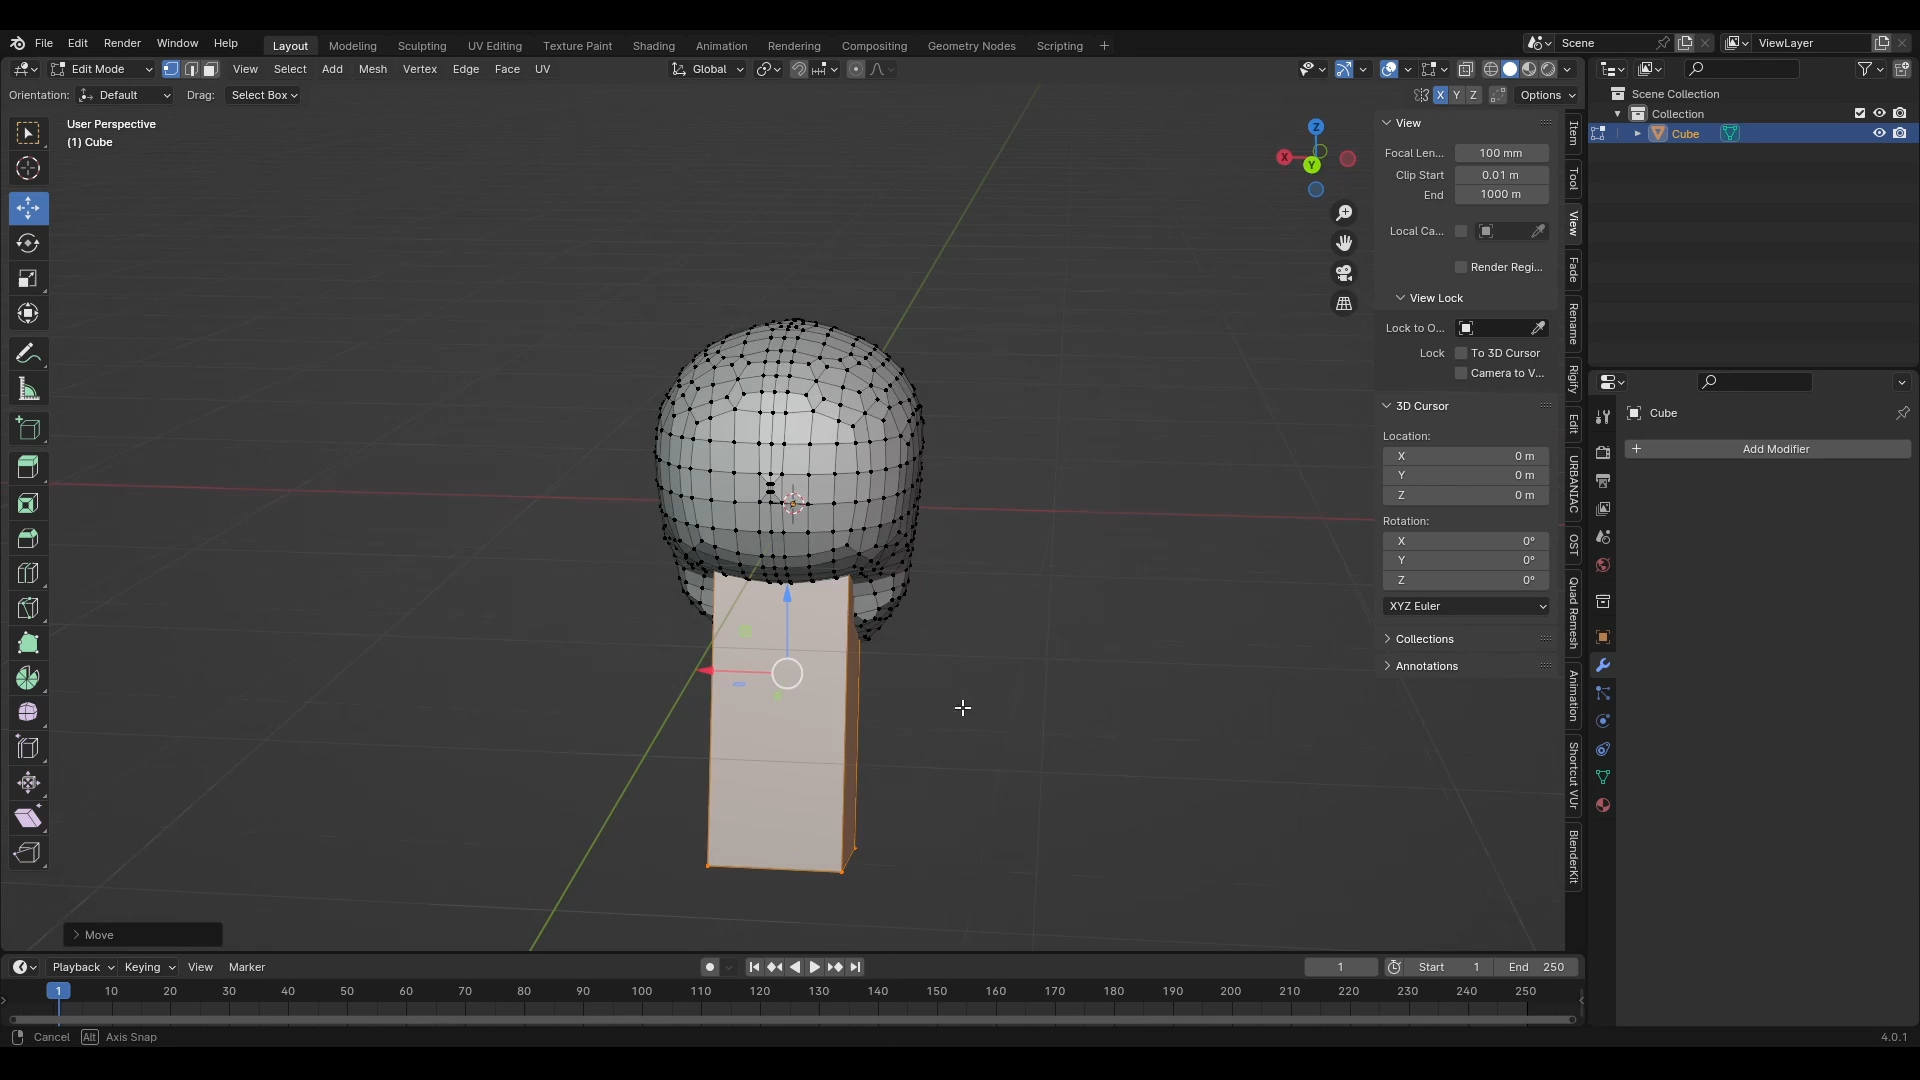 File Edit Render Window Help Layout Modeling Sculpting UV Editing Texture Paint Shading Animation Rendering Compositing Geometry Nodes Scripting + Scene ViewLayer
Edit Mode View Select Add Mesh Vertex Edge Face UV Global
Orientation: Default Drag: Select Box X Y Z Options
User Perspective
(1) Cube
Z
X
Y
View
Focal Len... 100 mm
Clip Start 0.01 m
End 1000 m
Local Ca...
Render Regi...
View Lock
Lock to O...
Lock To 3D Cursor
Camera to V...
3D Cursor
Location:
X 0 m
Y 0 m
Z 0 m
Rotation:
X 0°
Y 0°
Z 0°
XYZ Euler
Collections
Annotations
Item
Tool
View
Fade
Rename
Rigify
Edit
URBANIAC
OST
Quad Remesh
Animation
Shortcut VUr
BlenderKit
Scene Collection
Collection
Cube
Cube
+ Add Modifier
Move
Playback Keying View Marker 1 Start 1 End 250
1 10 20 30 40 50 60 70 80 90 100 110 120 130 140 150 160 170 180 190 200 210 220 230 240 250
Cancel Alt Axis Snap 4.0.1